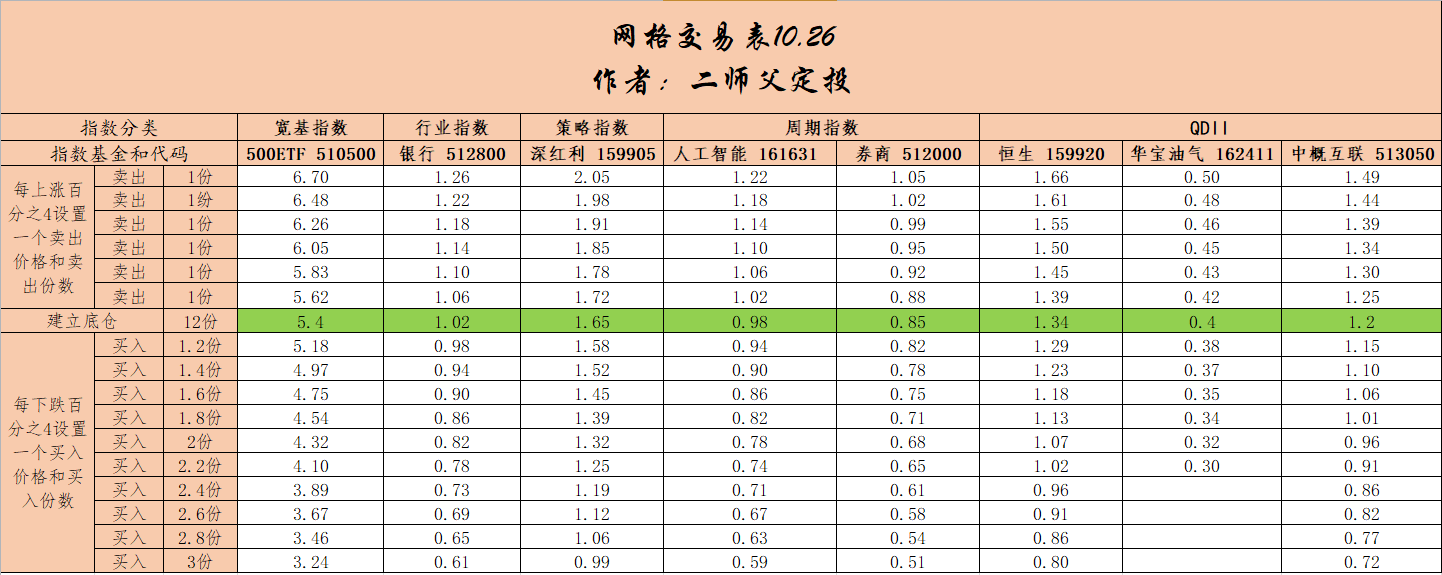 网格交易表10.26
作者：二师父定投
指数分类 宽基指数 行业指数 策略指数 周期指数 QDII
指数基金和代码 500ETF 510500 银行 512800 深红利 159905 人工智能 161631 券商 512000 恒生 159920 华宝油气 162411 中概互联 513050
每上涨百分之4设置一个卖出价格和卖出份数
卖出 1份 6.70 1.26 2.05 1.22 1.05 1.66 0.50 1.49
卖出 1纷 6.48 1.22 1.98 1.18 1.02 1.61 0.48 1.44
卖出 1份 6.26 1.18 1.91 1.14 0.99 1.55 0.46 1.39
卖出 1份 6.05 1.14 1.85 1.10 0.95 1.50 0.45 1.34
卖出 1份 5.83 1.10 1.78 1.06 0.92 1.45 0.43 1.30
卖出 1份 5.62 1.06 1.72 1.02 0.88 1.39 0.42 1.25
建立底仓 12份 5.4 1.02 1.65 0.98 0.85 1.34 0.4 1.2
每下跌百分之4设置一个买入价格和买入份数
买入 1.2份 5.18 0.98 1.58 0.94 0.82 1.29 0.38 1.15
买入 1.4份 4.97 0.94 1.52 0.90 0.78 1.23 0.37 1.10
买入 1.6份 4.75 0.90 1.45 0.86 0.75 1.18 0.35 1.06
买入 1.8份 4.54 0.86 1.39 0.82 0.71 1.13 0.34 1.01
买入 2份 4.32 0.82 1.32 0.78 0.68 1.07 0.32 0.96
买入 2.2份 4.10 0.78 1.25 0.74 0.65 1.02 0.30 0.91
买入 2.4份 3.89 0.73 1.19 0.71 0.61 0.96 0.86
买入 2.6份 3.67 0.69 1.12 0.67 0.58 0.91 0.82
买入 2.8份 3.46 0.65 1.06 0.63 0.54 0.86 0.77
买入 3份 3.24 0.61 0.99 0.59 0.51 0.80 0.72